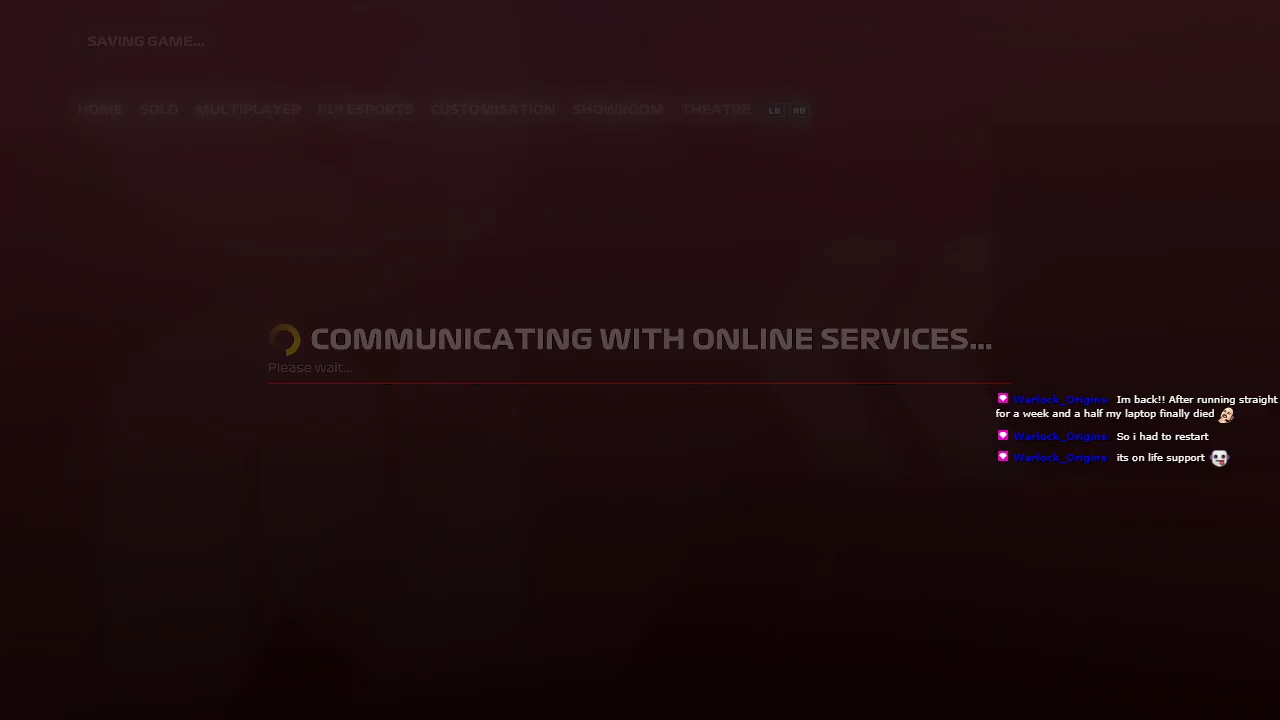 SAVING GAME...
HOME SOLO MULTIPLAYER F1® ESPORTS CUSTOMISATION SHOWROOM THEATRE LB RB
COMMUNICATING WITH ONLINE SERVICES...
Please wait...
Warlock_Origins: Im back!! After running straight
for a week and a half my laptop finally died
Warlock_Origins: So i had to restart
Warlock_Origins: its on life support